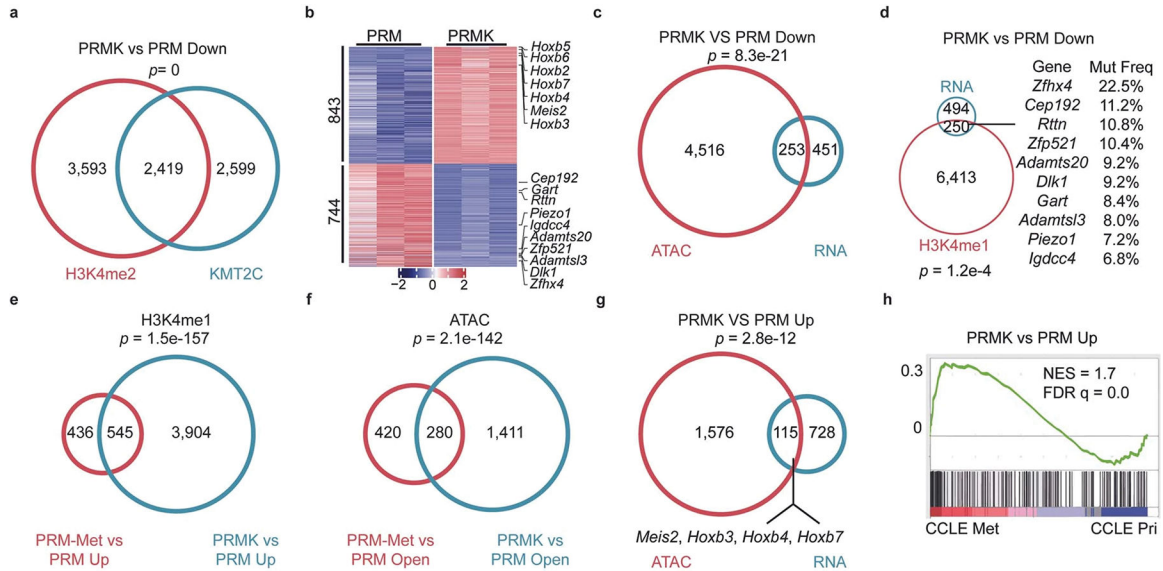 a
PRMK vs PRM Down
p= 0
3,593
2,419
2,599
H3K4me2
KMT2C
b
PRM
PRMK
843
744
Hoxb5
Hoxb6
Hoxb2
Hoxb7
Hoxb4
Meis2
Hoxb3
Cep192
Gart
Rttn
Piezo1
Igdcc4
Adamts20
Zfp521
Adamtsl3
Dlk1
Zfhx4
−2 0 2
c
PRMK VS PRM Down
p = 8.3e-21
4,516
253
451
ATAC
RNA
d
PRMK vs PRM Down
RNA
494
250
6,413
H3K4me1
p = 1.2e-4
Gene Mut Freq
Zfhx4 22.5%
Cep192 11.2%
Rttn 10.8%
Zfp521 10.4%
Adamts20 9.2%
Dlk1 9.2%
Gart 8.4%
Adamtsl3 8.0%
Piezo1 7.2%
Igdcc4 6.8%
e
H3K4me1
p = 1.5e-157
436
545
3,904
PRM-Met vs
PRM Up
PRMK vs
PRM Up
f
ATAC
p = 2.1e-142
420
280
1,411
PRM-Met vs
PRM Open
PRMK vs
PRM Open
g
PRMK VS PRM Up
p = 2.8e-12
1,576
115
728
Meis2, Hoxb3, Hoxb4, Hoxb7
ATAC
RNA
h
PRMK vs PRM Up
0.3
0
NES = 1.7
FDR q = 0.0
CCLE Met
CCLE Pri